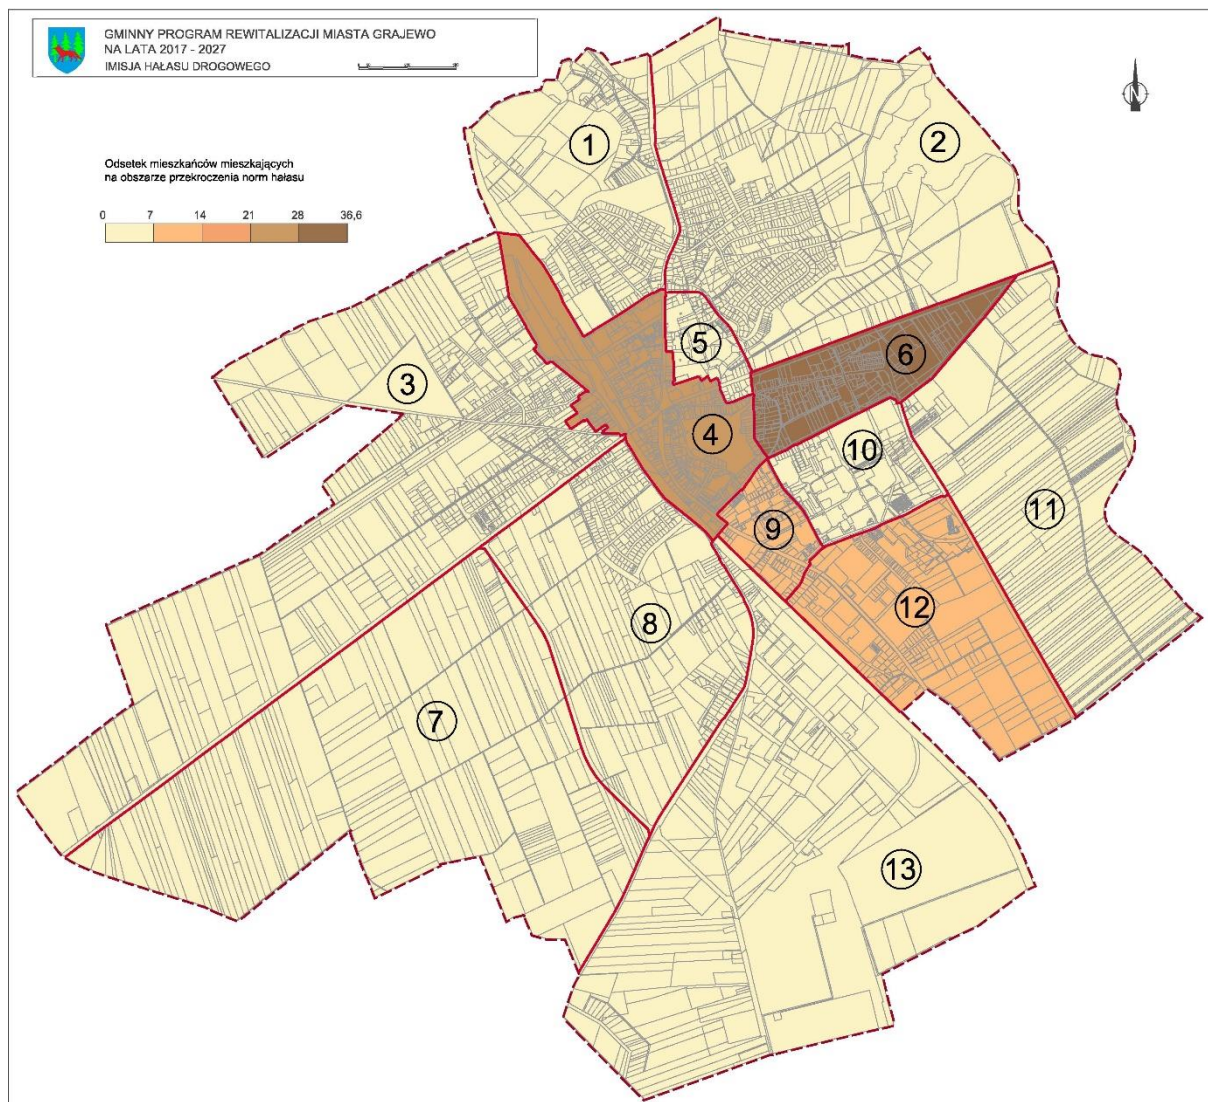 GMINNY PROGRAM REWITALIZACJI MIASTA GRAJEWO
NA LATA 2017 - 2027
IMISJA HAŁASU DROGOWEGO
N
Odsetek mieszkańców mieszkających
na obszarze przekroczenia norm hałasu
0 7 14 21 28 36,6
1
2
3
4
5
6
7
8
9
10
11
12
13